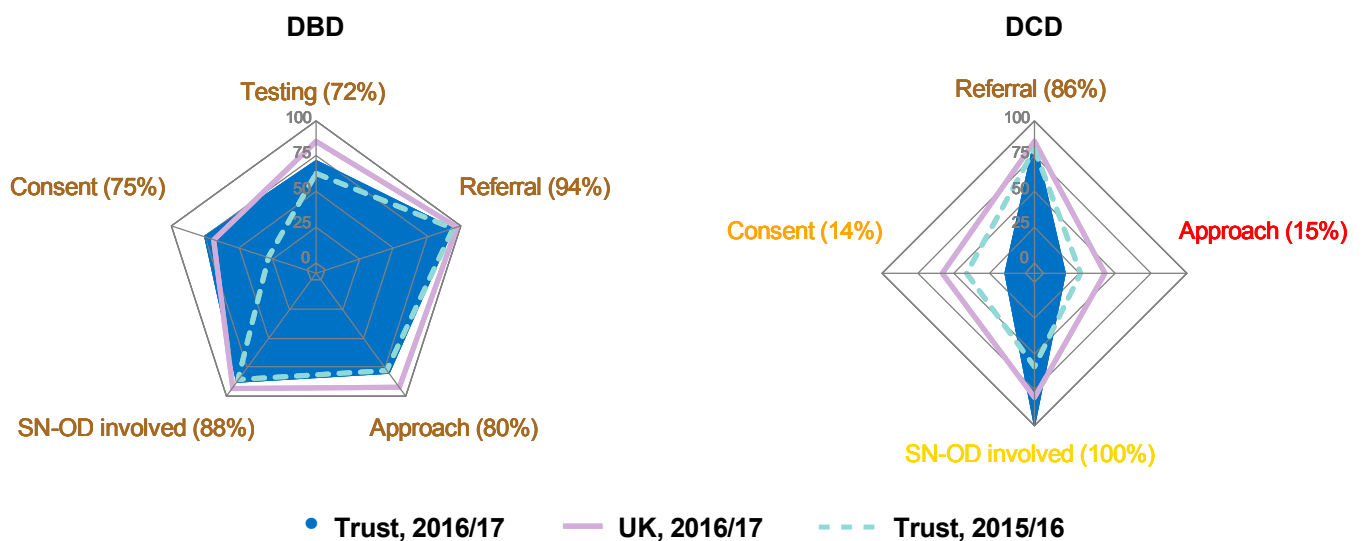 DBD
DCD
Testing (72%)
Referral (86%)
100
75
50
25
0
100
75
50
25
0
Consent (75%)
Referral (94%)
Consent (14%)
Approach (15%)
SN-OD involved (88%)
Approach (80%)
SN-OD involved (100%)
Trust, 2016/17
UK, 2016/17
Trust, 2015/16